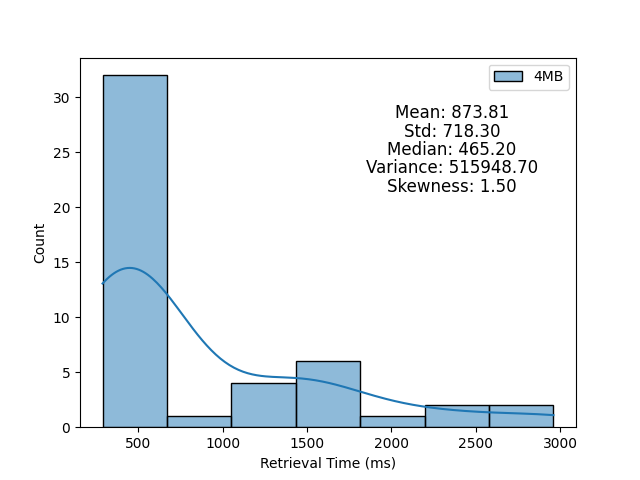 4MB
Mean: 873.81
Std: 718.30
Median: 465.20
Variance: 515948.70
Skewness: 1.50
30
25
20
15
10
5
0
Count
500 1000 1500 2000 2500 3000
Retrieval Time (ms)